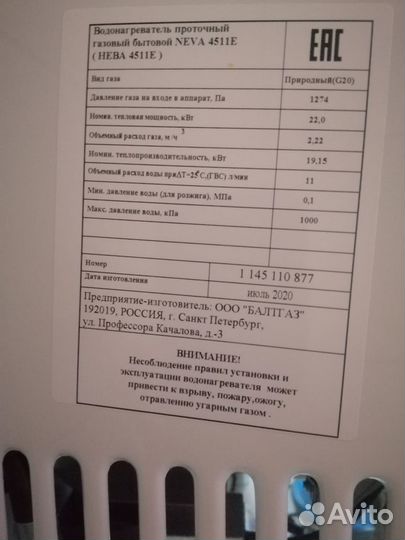 Водонагреватель проточный
газовый бытовой NEVA 4511E
( НЕВА 4511Е )
EAC
Вид газа Природный(G20)
Давление газа на входе в аппарат, Па 1274
Номин. тепловая мощность, кВт 22,0
Объемный расход газа, м/ч 3 2,22
Номин. теплопроизводительность, кВт 19,15
Объемный расход воды приΔТ=25°С,(ГВС) л/мин 11
Мин. давление воды (для розжига), МПа 0,1
Макс. давление воды, кПа 1000
Номер 1 145 110 877
Дата изготовления июль 2020
Предприятие-изготовитель: ООО "БАЛТГАЗ"
192019, РОССИЯ, г. Санкт Петербург,
ул. Профессора Качалова, д.-3
ВНИМАНИЕ!
Несоблюдение правил установки и
эксплуатации водонагревателя может
привести к взрыву, пожару,ожогу,
отравлению угарным газом .
Avito